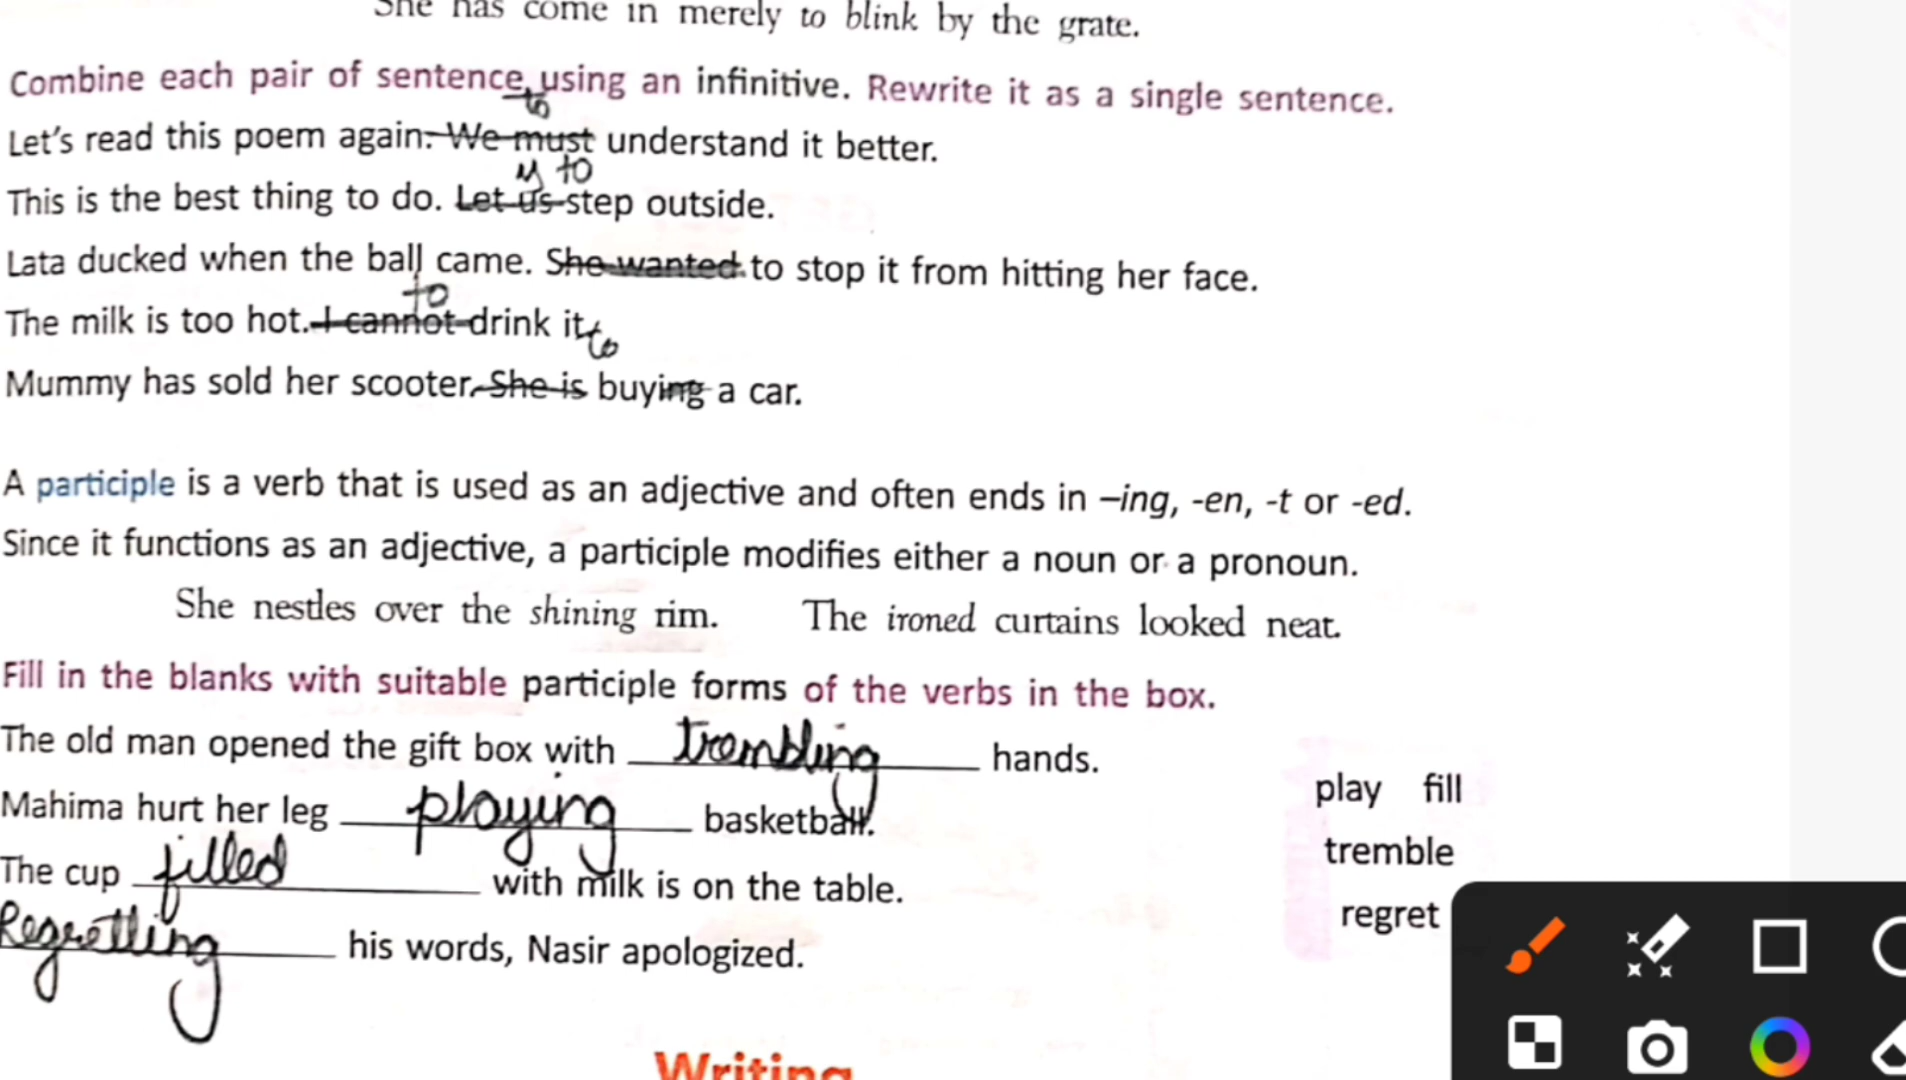 She has come in merely to blink by the grate.
Combine each pair of sentence using an infinitive. Rewrite it as a single sentence.
to
Let's read this poem again. We must understand it better.
is to
This is the best thing to do. Let us step outside.
Lata ducked when the ball came. She wanted to stop it from hitting her face.
to
The milk is too hot. I cannot drink it.
to
Mummy has sold her scooter. She is buying a car.
A participle is a verb that is used as an adjective and often ends in –ing, -en, -t or -ed.
Since it functions as an adjective, a participle modifies either a noun or a pronoun.
She nestles over the shining rim. The ironed curtains looked neat.
Fill in the blanks with suitable participle forms of the verbs in the box.
The old man opened the gift box with trembling hands.
Mahima hurt her leg playing basketball.
The cup filled with milk is on the table.
Regretting his words, Nasir apologized.
play fill
tremble
regret
Writing